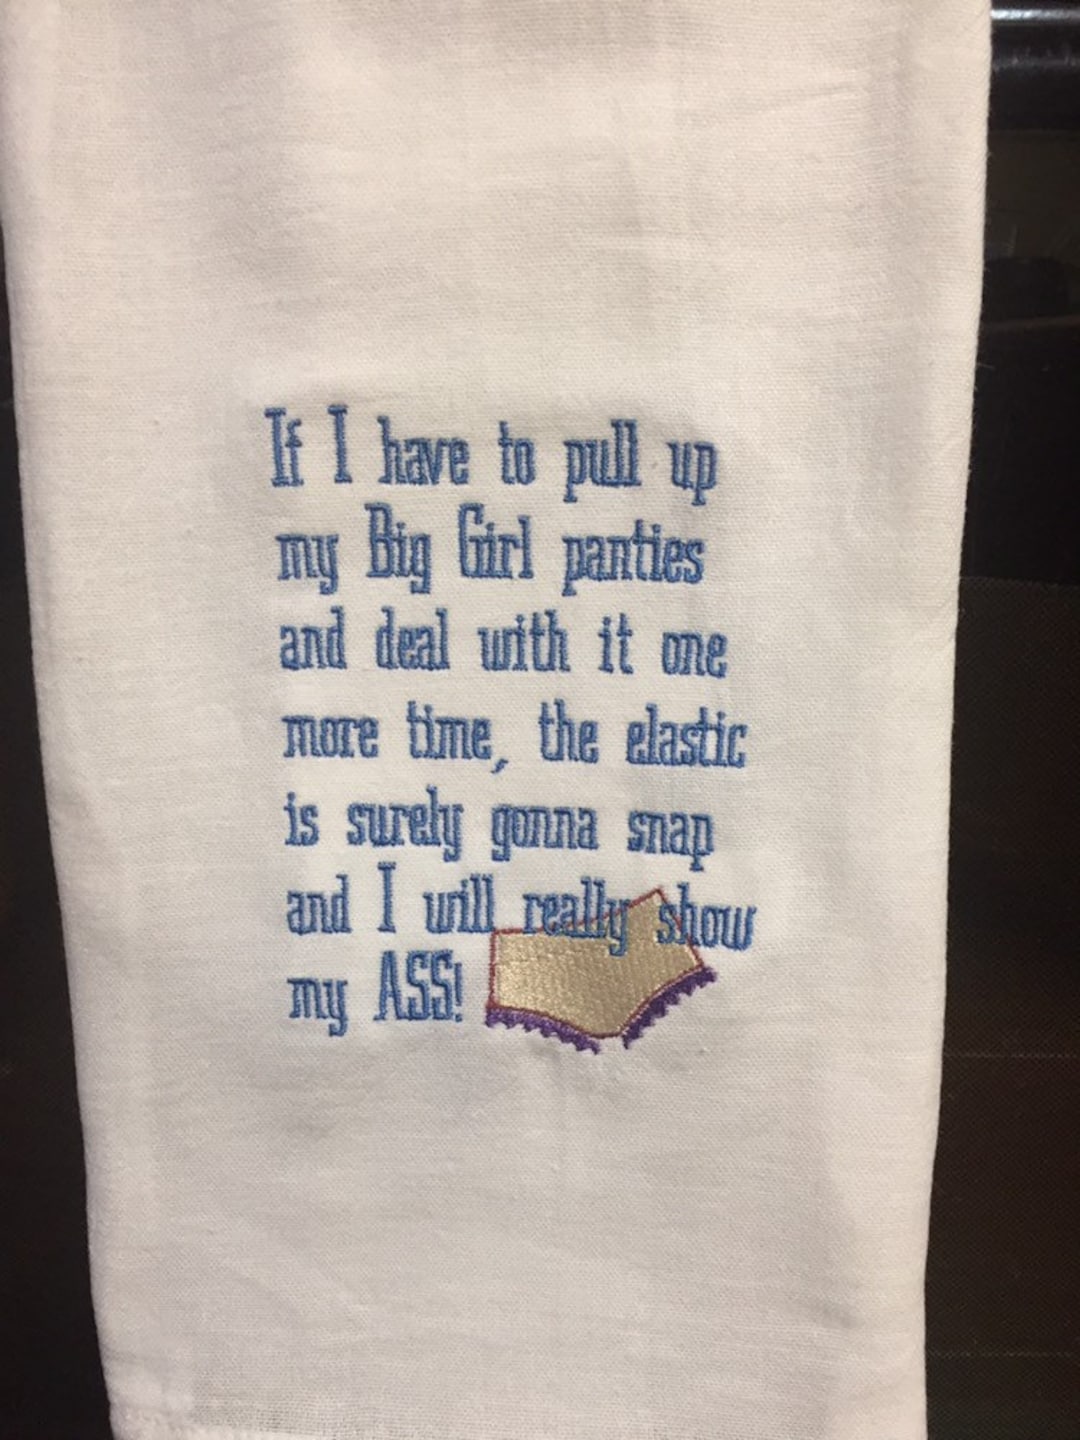 If I have to pull up
my Big Girl panties
and deal with it one
more time, the elastic
is surely gonna snap
and I will really show
my ASS!